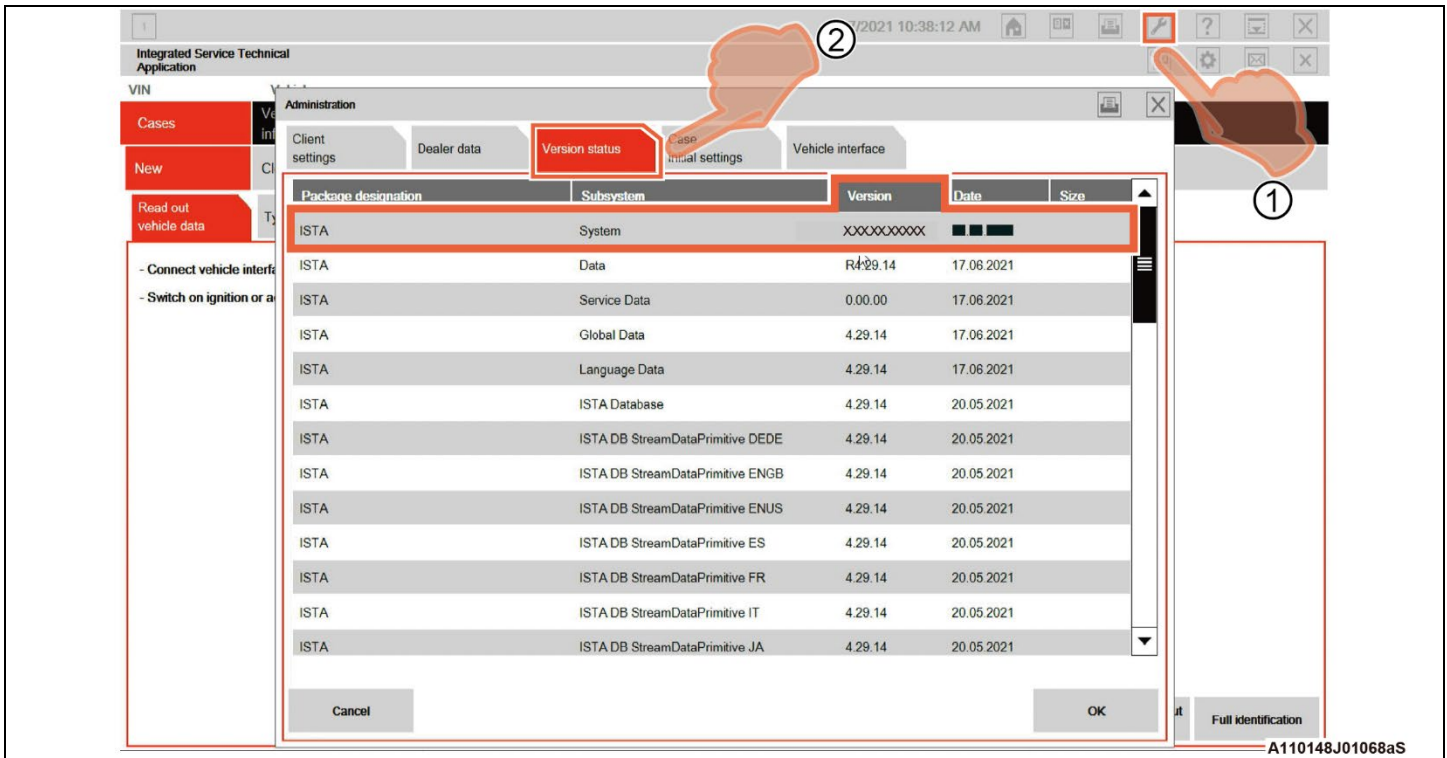 1
7/2021 10:38:12 AM
?
Integrated Service Technical
Application
VIN
Cases
New
Read out
vehicle data
- Connect vehicle interfa
- Switch on ignition or a
Administration
Client
settings
Dealer data
Version status
Case
initial settings
Vehicle interface
Package designation Subsystem Version Date Size
ISTA System X.XX.XX.XXXXX
ISTA Data R4.29.14 17.06.2021
ISTA Service Data 0.00.00 17.06.2021
ISTA Global Data 4.29.14 17.06.2021
ISTA Language Data 4.29.14 17.06.2021
ISTA ISTA Database 4.29.14 20.05.2021
ISTA ISTA DB StreamDataPrimitive DEDE 4.29.14 20.05.2021
ISTA ISTA DB StreamDataPrimitive ENGB 4.29.14 20.05.2021
ISTA ISTA DB StreamDataPrimitive ENUS 4.29.14 20.05.2021
ISTA ISTA DB StreamDataPrimitive ES 4.29.14 20.05.2021
ISTA ISTA DB StreamDataPrimitive FR 4.29.14 20.05.2021
ISTA ISTA DB StreamDataPrimitive IT 4.29.14 20.05.2021
ISTA ISTA DB StreamDataPrimitive JA 4.29.14 20.05.2021
Cancel
OK
ut
Full identification
①
②
A110148J01068aS